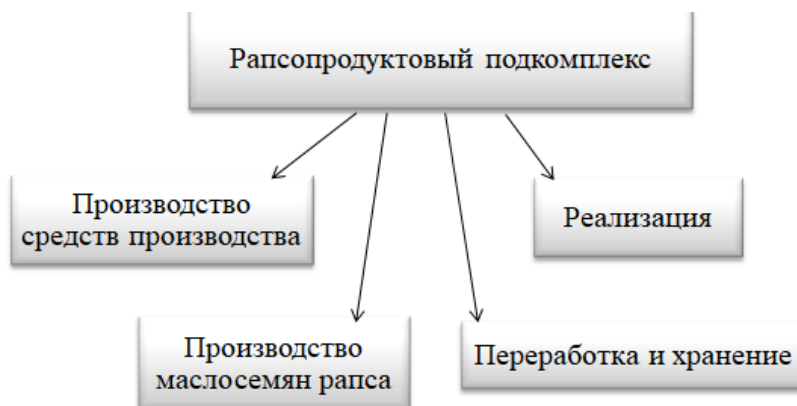 Рапсопродуктовый подкомплекс
Производство
средств производства
Реализация
Производство
маслосемян рапса
Переработка и хранение